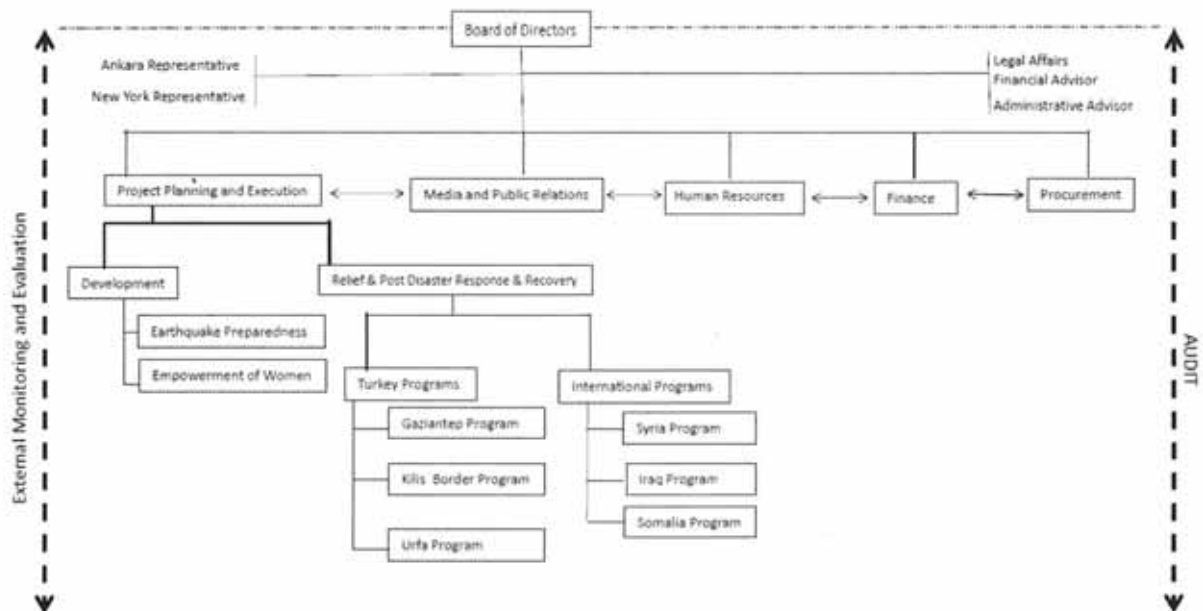 Board of Directors
Ankara Representative
New York Representative
Legal Affairs
Financial Advisor
Administrative Advisor
Project Planning and Execution
Media and Public Relations
Human Resources
Finance
Procurement
Development
Relief & Post Disaster Response & Recovery
Earthquake Preparedness
Empowerment of Women
Turkey Programs
International Programs
Gaziantep Program
Syria Program
Kilis Border Program
Iraq Program
Somalia Program
Urfa Program
External Monitoring and Evaluation
AUDIT